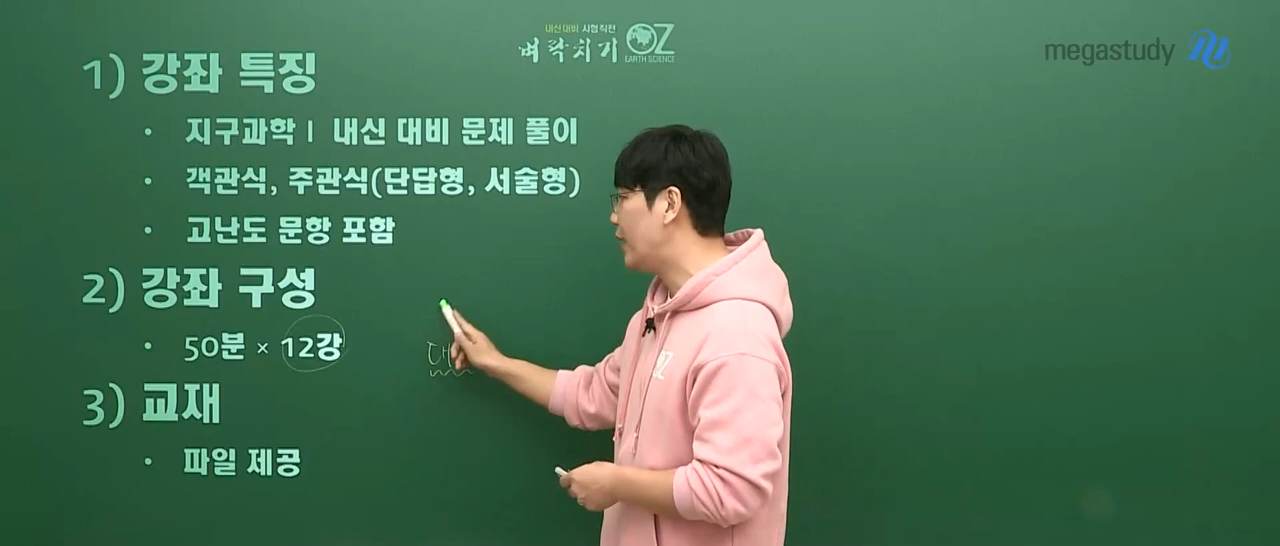 내신 대비 시험 직전
벼락치기 OZ
EARTH SCIENCE
megastudy
1) 강좌 특징
• 지구과학Ⅰ 내신 대비 문제 풀이
• 객관식, 주관식(단답형, 서술형)
• 고난도 문항 포함
2) 강좌 구성
• 50분 × 12강
3) 교재
• 파일 제공
OZ